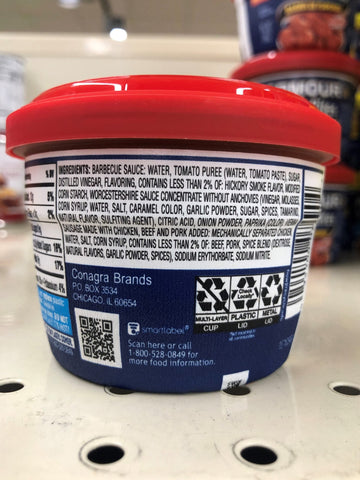 INGREDIENTS: BARBECUE SAUCE: WATER, TOMATO PUREE (WATER, TOMATO PASTE), SUGAR,
DISTILLED VINEGAR, FLAVORING, CONTAINS LESS THAN 2% OF: HICKORY SMOKE FLAVOR, MODIFIED
CORN STARCH, WORCESTERSHIRE SAUCE CONCENTRATE WITHOUT ANCHOVIES (VINEGAR, MOLASSES,
CORN SYRUP, WATER, SALT, CARAMEL COLOR, GARLIC POWDER, SUGAR, SPICES, TAMARIND,
NATURAL FLAVOR, SULFITING AGENT), CITRIC ACID, ONION POWDER, PAPRIKA (COLOR)
SAUSAGE MADE WITH CHICKEN, BEEF AND PORK ADDED: MECHANICALLY SEPARATED CHICKEN,
WATER, SALT, CORN SYRUP, CONTAINS LESS THAN 2% OF: BEEF, PORK, SPICE BLEND (DEXTROSE,
NATURAL FLAVORS, GARLIC POWDER, SPICES), SODIUM ERYTHORBATE, SODIUM NITRITE.
Conagra Brands
P.O. BOX 3534
CHICAGO, IL 60654
smartlabel
Scan here or call
1-800-528-0849 for
more food information.
Check Locally*
MULTI-LAYER PLASTIC METAL
CUP LID LID